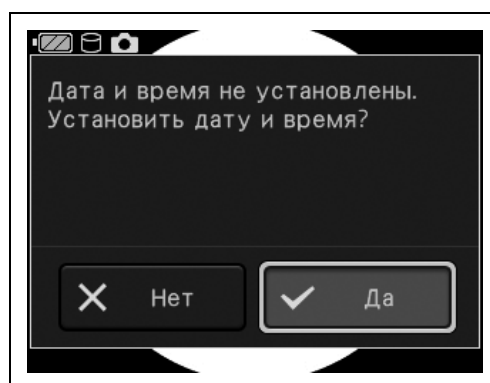 Дата и время не установлены.
Установить дату и время?
Нет
Да